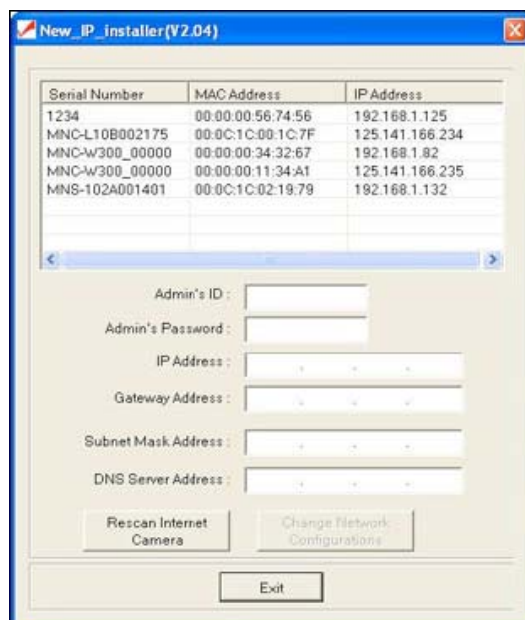 New_IP_installer(V2.04)
Serial Number MAC Address IP Address
1234 00:00:00:56:74:56 192.168.1.125
MNC-L10B002175 00:0C:1C:00:1C:7F 125.141.166.234
MNC-W300_00000 00:00:00:34:32:67 192.168.1.82
MNC-W300_00000 00:00:00:11:34:A1 125.141.166.235
MNS-102A001401 00:0C:1C:02:19:79 192.168.1.132
Admin's ID :
Admin's Password :
IP Address : . . .
Gateway Address : . . .
Subnet Mask Address : . . .
DNS Server Address : . . .
Rescan Internet
Camera
Change Network
Configurations
Exit